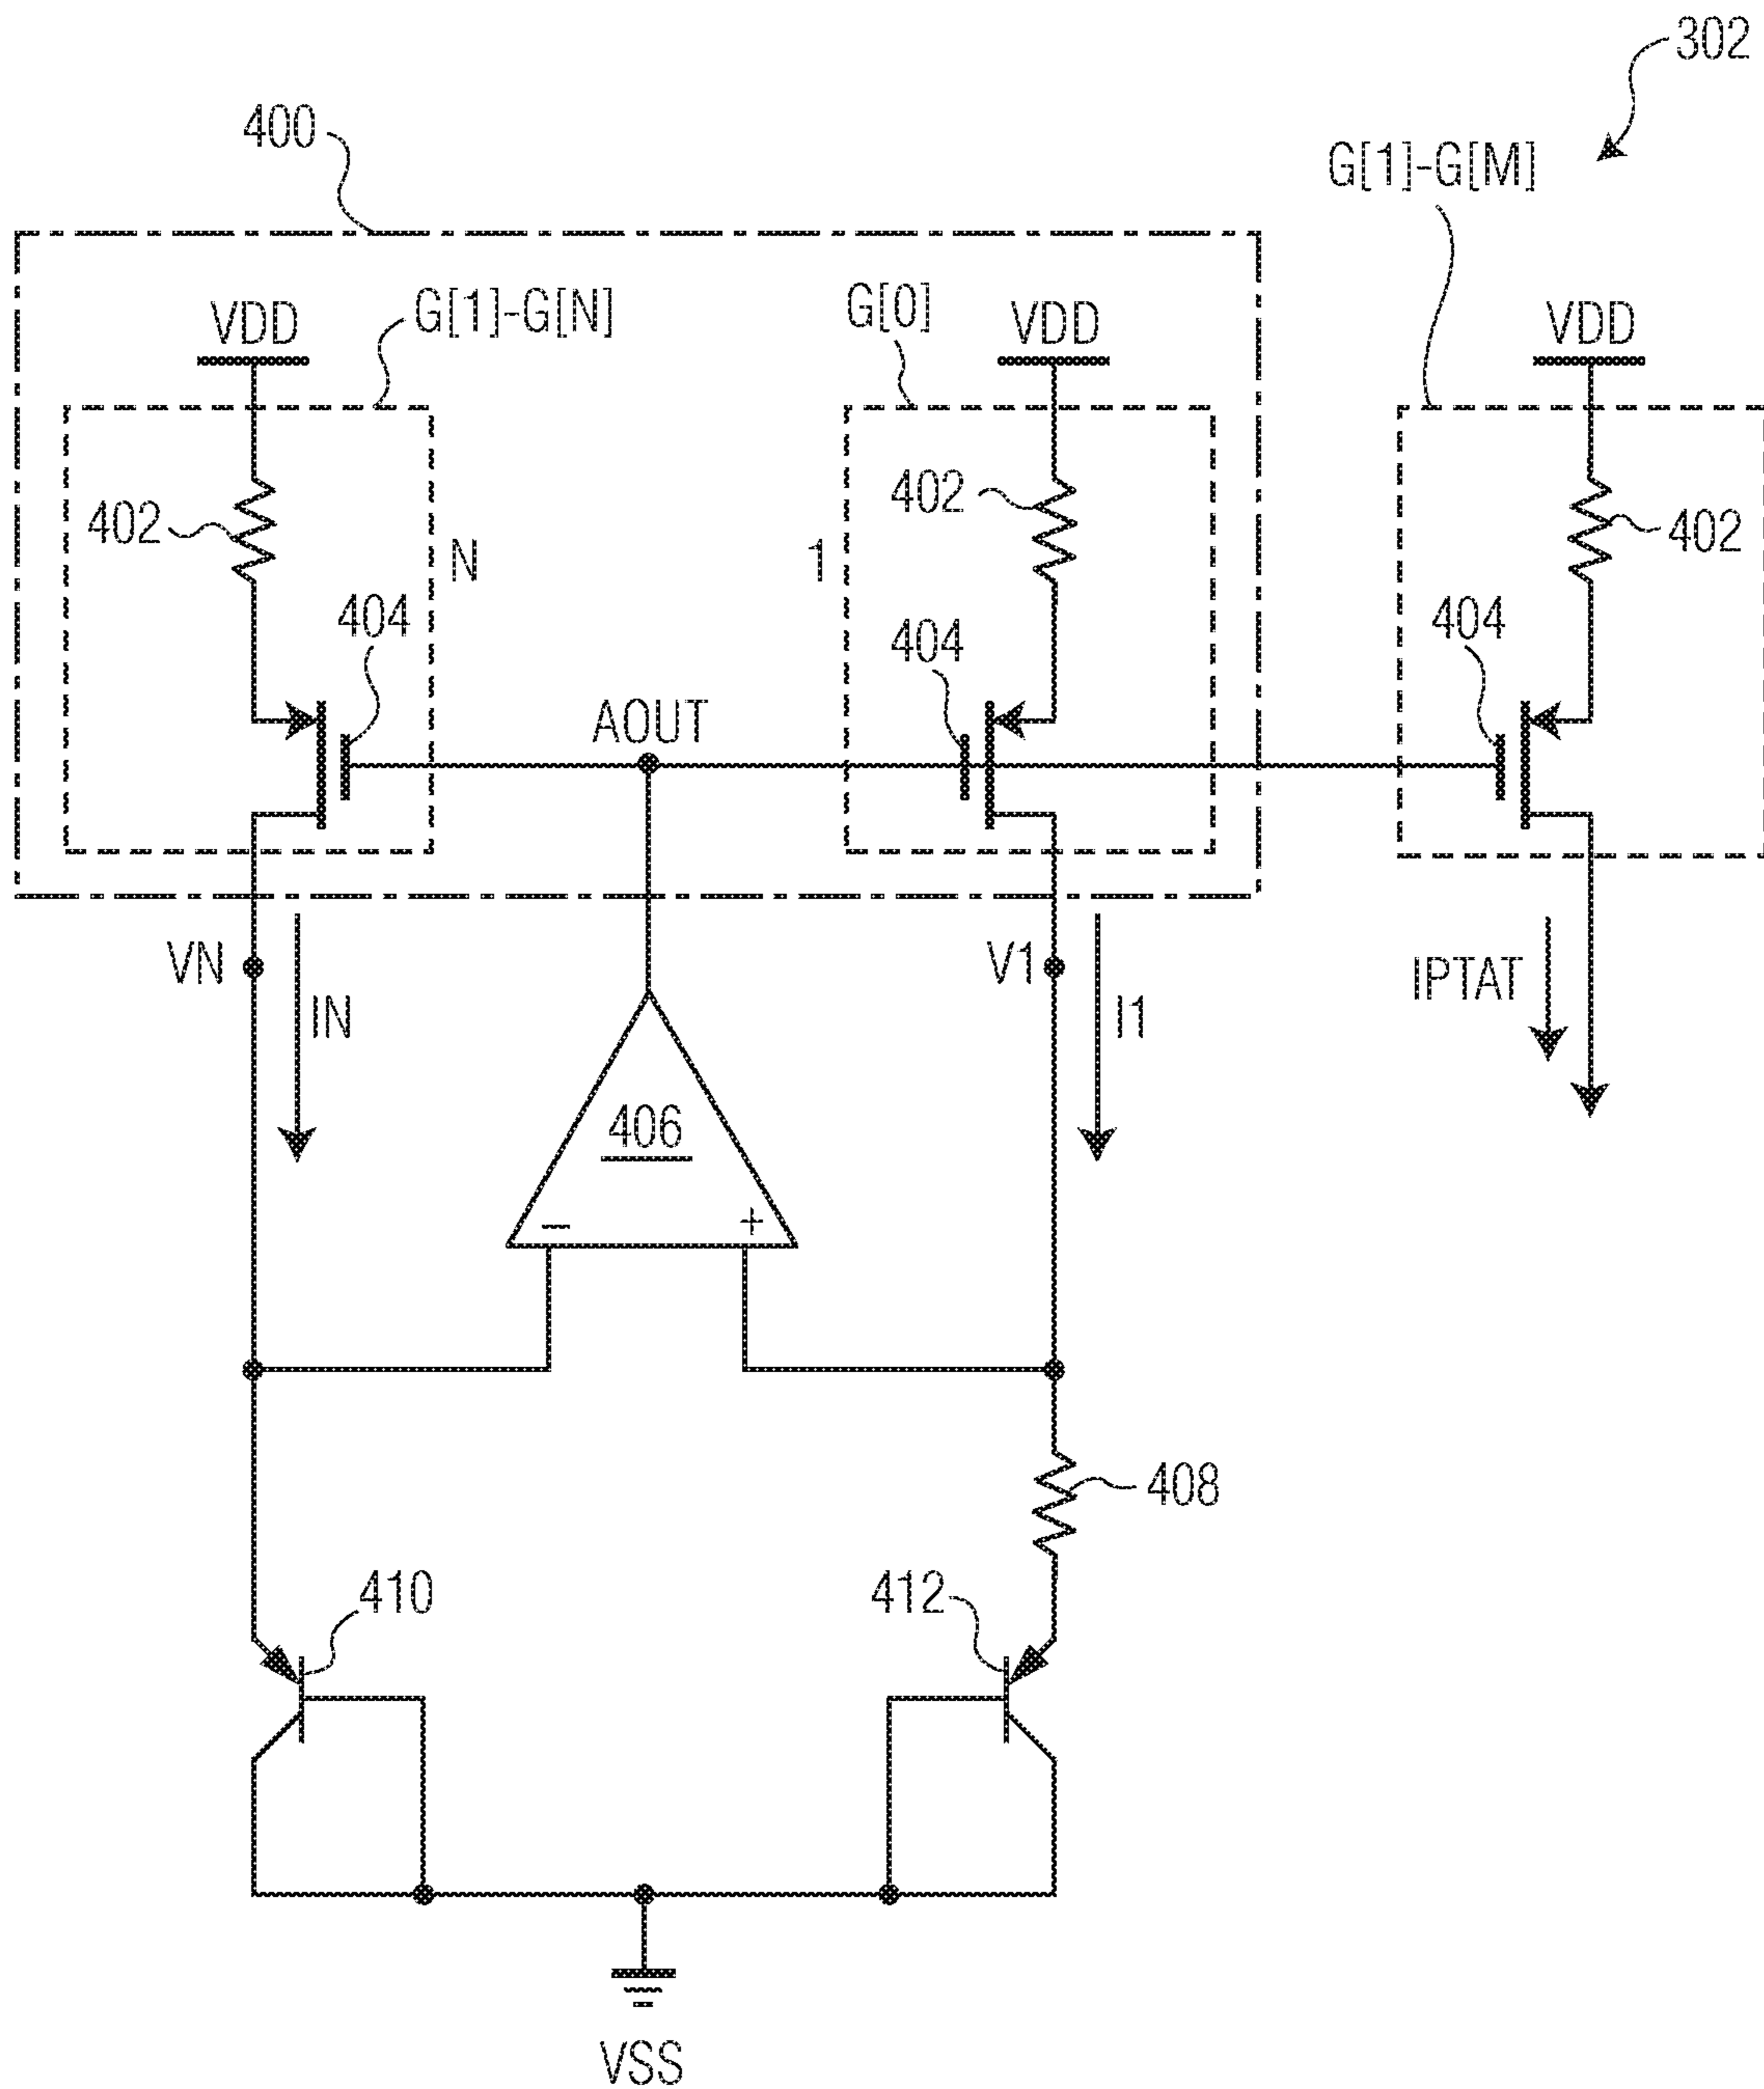 302
400
G[1]-G[M]
VDD
G[1]-G[N]
G[0]
VDD
VDD
402
N
1
402
402
404
404
404
AOUT
VN
IN
V1
I1
IPTAT
406
-
+
408
410
412
VSS